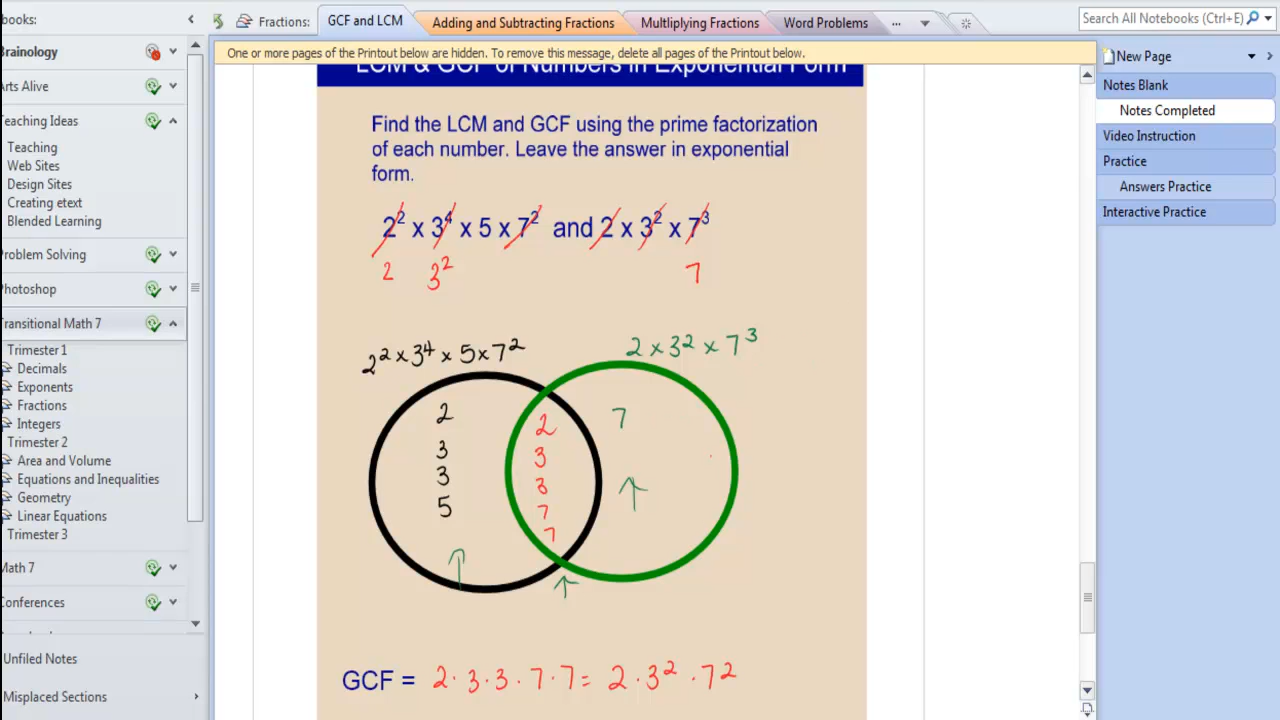 ooks:
Fractions:
GCF and LCM
Adding and Subtracting Fractions
Mutliplying Fractions
Word Problems
...
Search All Notebooks (Ctrl+E)
Brainology
Arts Alive
Teaching Ideas
Teaching
Web Sites
Design Sites
Creating etext
Blended Learning
Problem Solving
Photoshop
Transitional Math 7
Trimester 1
Decimals
Exponents
Fractions
Integers
Trimester 2
Area and Volume
Equations and Inequalities
Geometry
Linear Equations
Trimester 3
Math 7
Conferences
Unfiled Notes
Misplaced Sections
One or more pages of the Printout below are hidden. To remove this message, delete all pages of the Printout below.
LCM & GCF of Numbers in Exponential Form
Find the LCM and GCF using the prime factorization
of each number. Leave the answer in exponential
form.
2² x 3⁴ x 5 x 7² and 2 x 3² x 7³
2 3² 7
2² x 3⁴ x 5 x 7²
2 x 3² x 7³
2
3
3
5
2
3
3
7
7
7
GCF = 2 · 3 · 3 · 7 · 7 = 2 · 3² · 7²
New Page
Notes Blank
Notes Completed
Video Instruction
Practice
Answers Practice
Interactive Practice